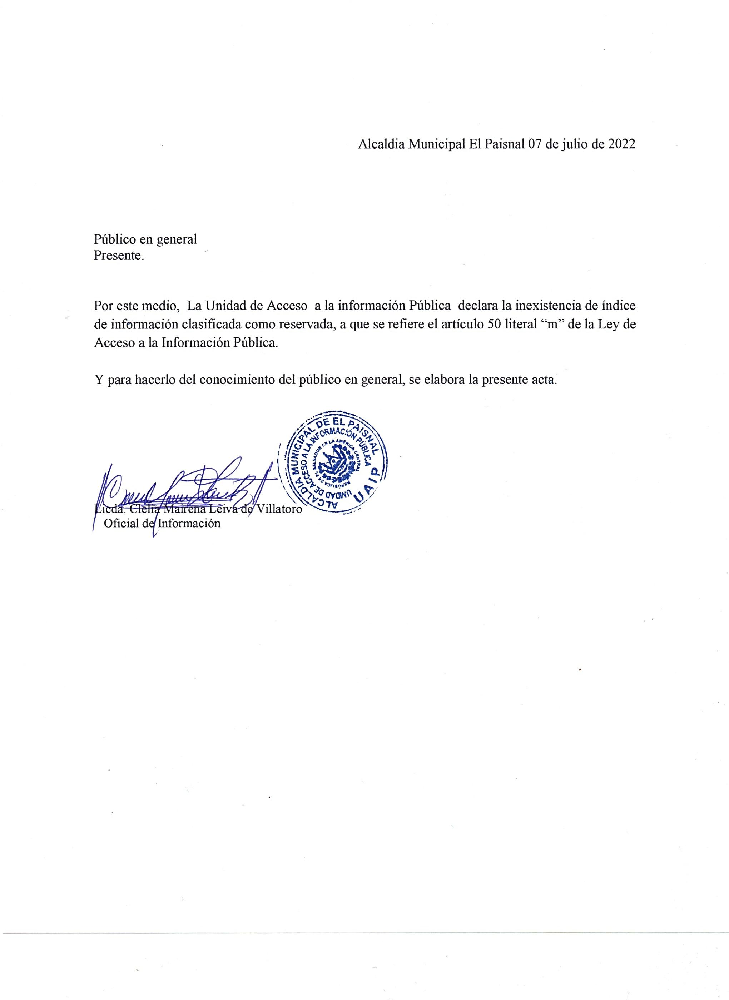 Alcaldia Municipal El Paisnal 07 de julio de 2022
Público en general
Presente.
Por este medio, La Unidad de Acceso a la información Pública declara la inexistencia de índice
de información clasificada como reservada, a que se refiere el artículo 50 literal “m” de la Ley de
Acceso a la Información Pública.
Y para hacerlo del conocimiento del público en general, se elabora la presente acta.
ALCALDIA MUNICIPAL DE EL PAISNAL
UNIDAD DE ACCESO A LA INFORMACIÓN PÚBLICA
REPÚBLICA DE EL SALVADOR EN LA AMERICA CENTRAL
UAIP
Licda. Clelia Mairena Leiva de Villatoro
Oficial de Información